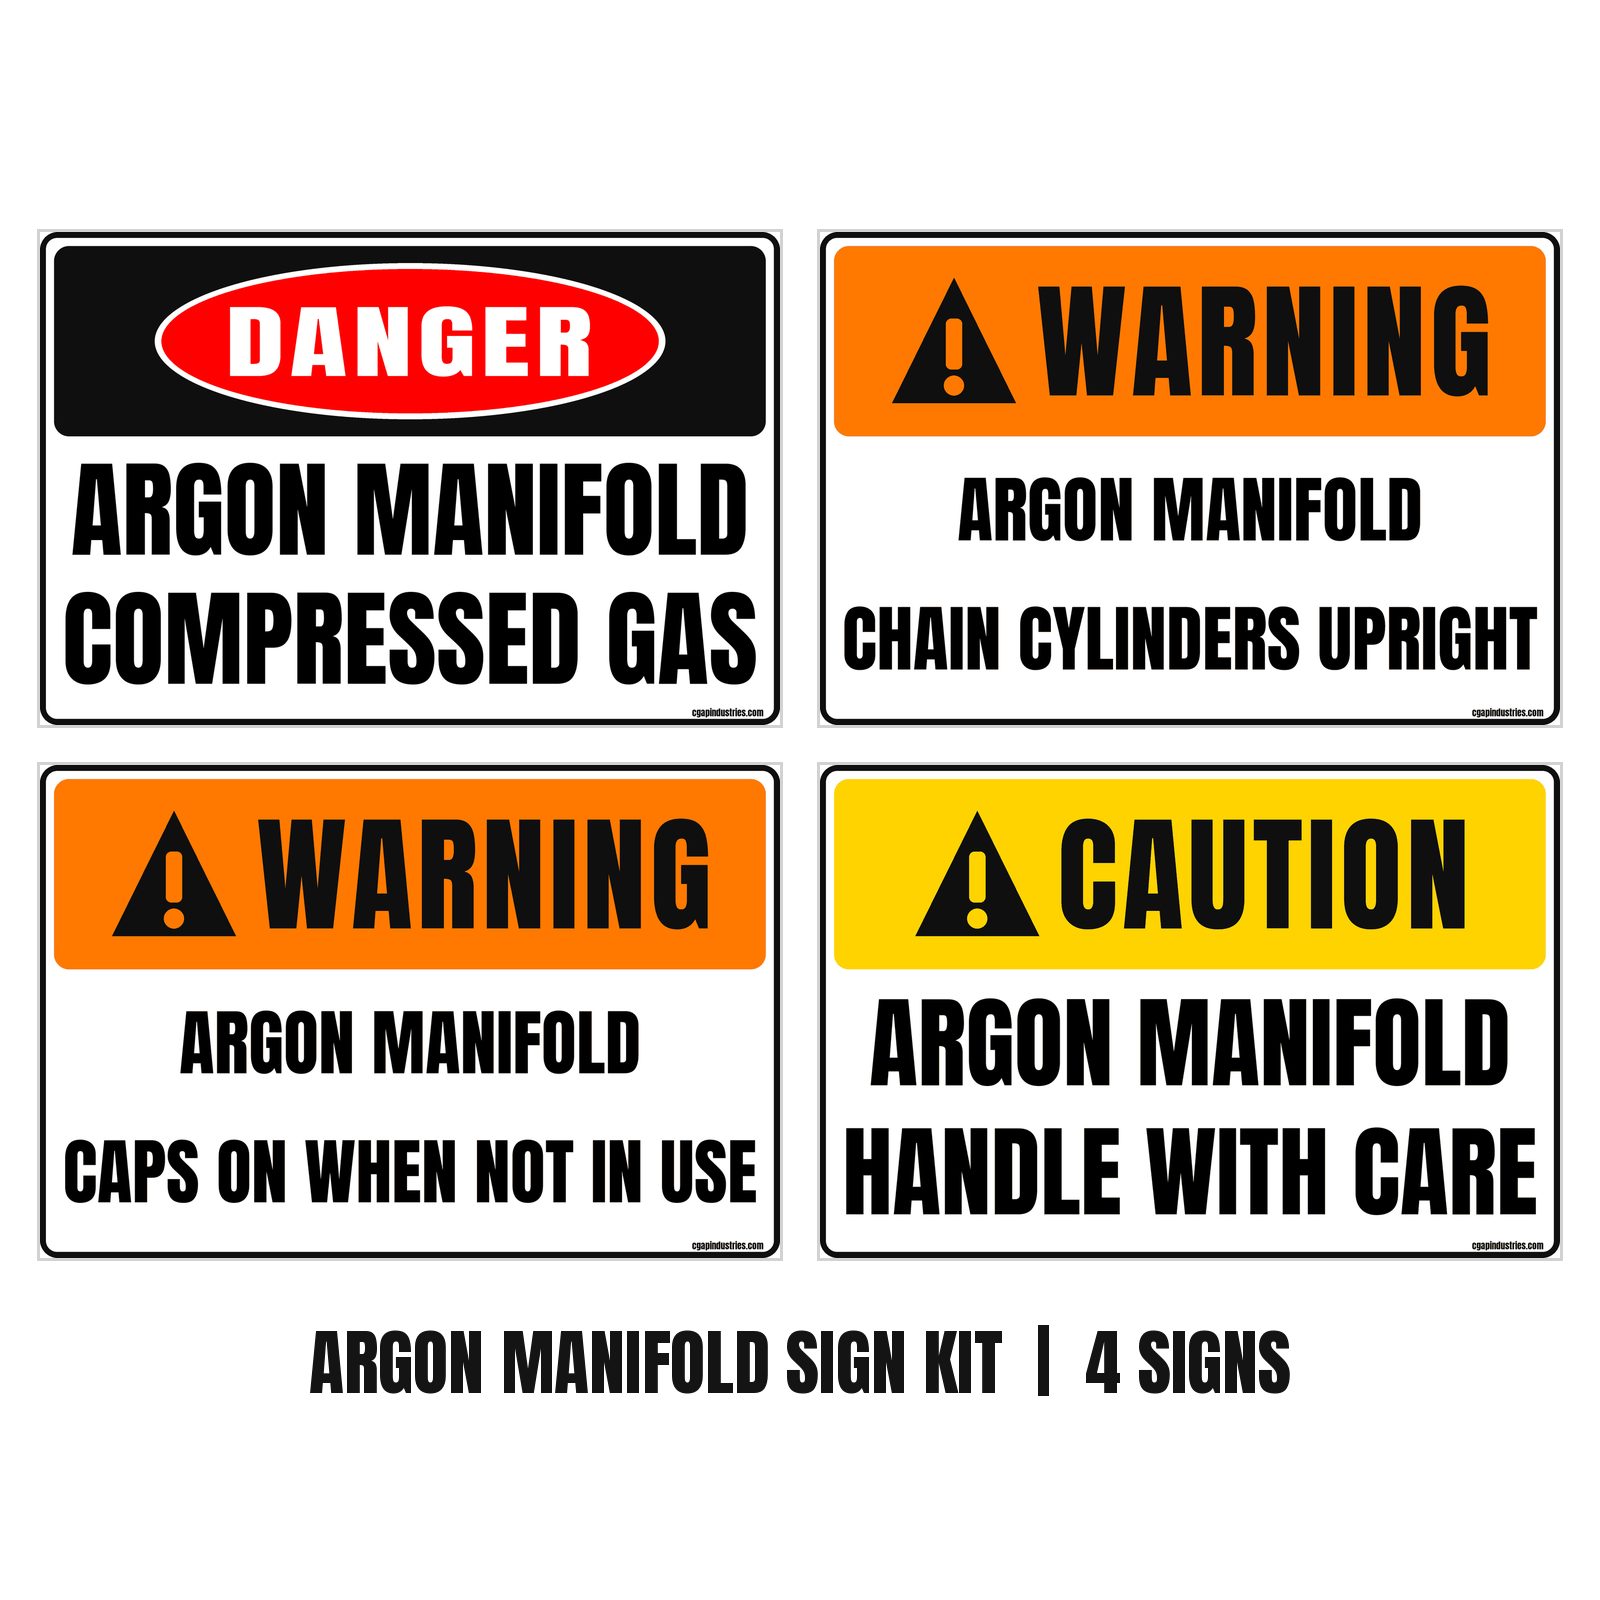 DANGER
ARGON MANIFOLD
COMPRESSED GAS
cgapindustries.com
WARNING
ARGON MANIFOLD
CHAIN CYLINDERS UPRIGHT
cgapindustries.com
WARNING
ARGON MANIFOLD
CAPS ON WHEN NOT IN USE
cgapindustries.com
CAUTION
ARGON MANIFOLD
HANDLE WITH CARE
cgapindustries.com
ARGON MANIFOLD SIGN KIT | 4 SIGNS